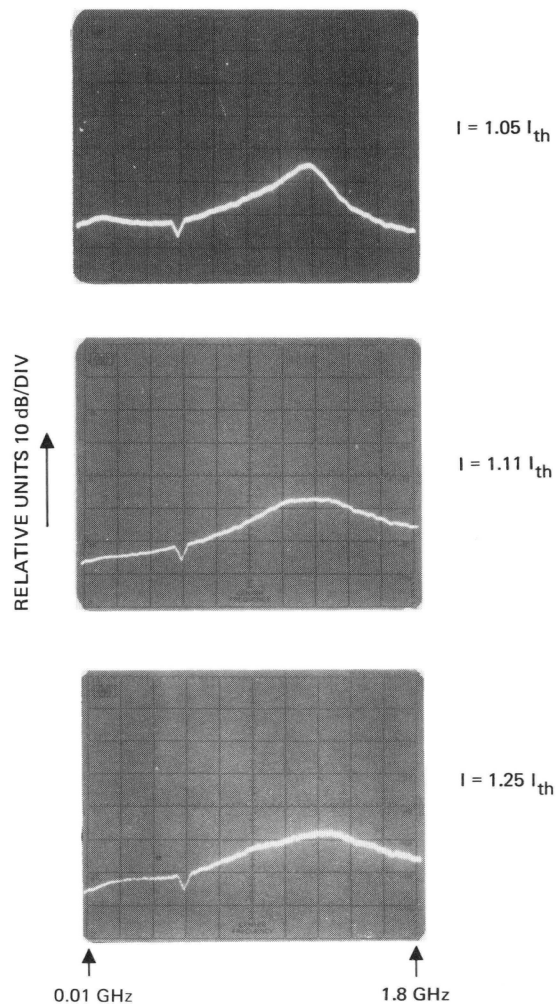 I = 1.05 I_th
RELATIVE UNITS 10 dB/DIV
I = 1.11 I_th
I = 1.25 I_th
0.01 GHz
1.8 GHz